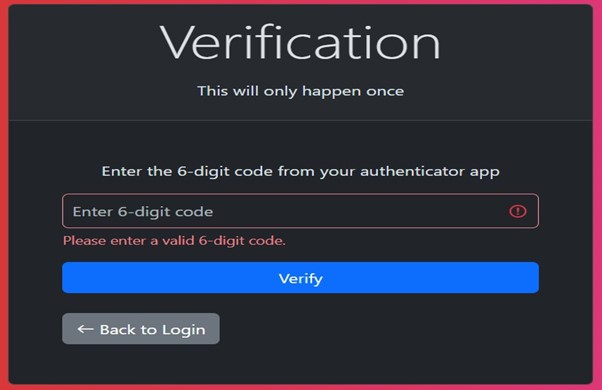 Verification
This will only happen once
Enter the 6-digit code from your authenticator app
Enter 6-digit code
Please enter a valid 6-digit code.
Verify
← Back to Login